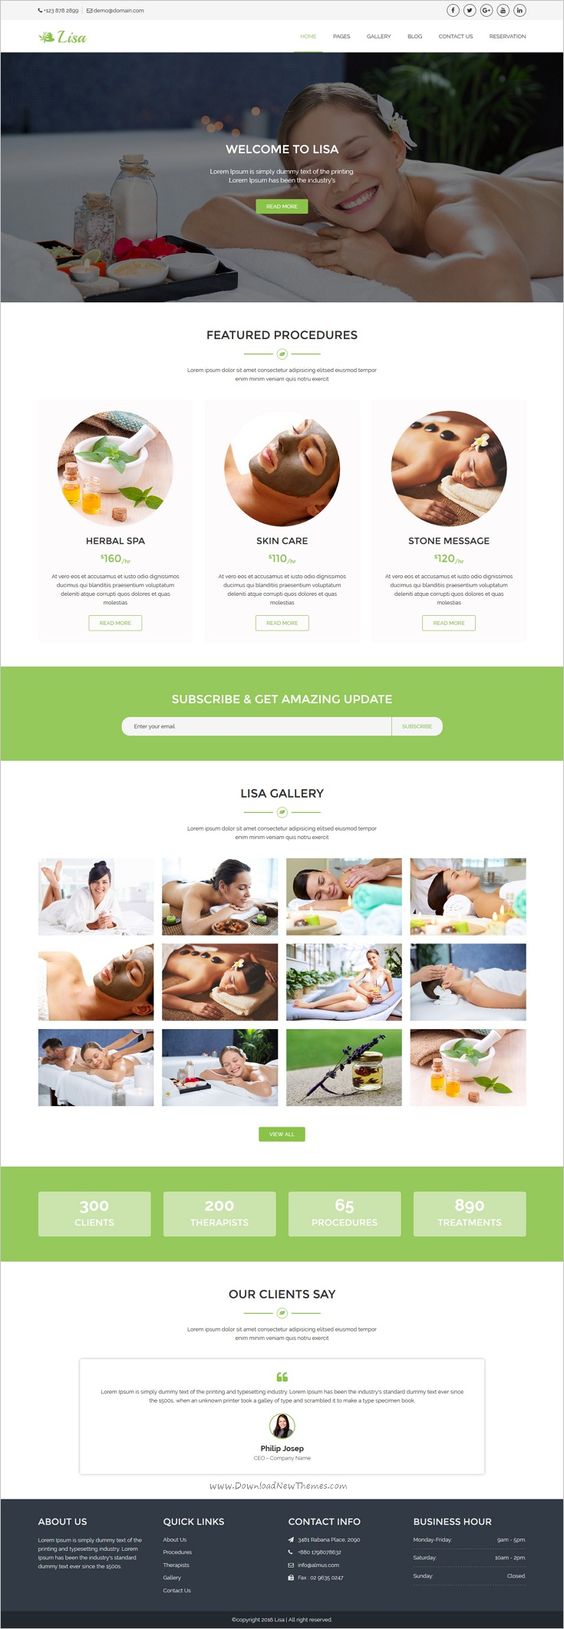 +123 878 2899
demo@domain.com
Lisa
HOME
PAGES
GALLERY
BLOG
CONTACT US
RESERVATION
WELCOME TO LISA
Lorem Ipsum is simply dummy text of the printing
Lorem Ipsum has been the industry's
READ MORE
FEATURED PROCEDURES
Lorem ipsum dolor sit amet consectetur adipisicing elitsed eiusmod tempor
enim minim veniam quis notru exercit
HERBAL SPA
$160/hr
At vero eos et accusamus et iusto odio dignissimos
ducimus qui blanditiis praesentium voluptatum
deleniti atque corrupti quos dolores et quas
molestias
READ MORE
SKIN CARE
$110/hr
At vero eos et accusamus et iusto odio dignissimos
ducimus qui blanditiis praesentium voluptatum
deleniti atque corrupti quos dolores et quas
molestias
READ MORE
STONE MESSAGE
$120/hr
At vero eos et accusamus et iusto odio dignissimos
ducimus qui blanditiis praesentium voluptatum
deleniti atque corrupti quos dolores et quas
molestias
READ MORE
SUBSCRIBE & GET AMAZING UPDATE
Enter your email
SUBSCRIBE
LISA GALLERY
Lorem ipsum dolor sit amet consectetur adipisicing elitsed eiusmod tempor
enim minim veniam quis notru exercit
VIEW ALL
300
CLIENTS
200
THERAPISTS
65
PROCEDURES
890
TREATMENTS
OUR CLIENTS SAY
Lorem ipsum dolor sit amet consectetur adipisicing elitsed eiusmod tempor
enim minim veniam quis notru exercit
Lorem Ipsum is simply dummy text of the printing and typesetting industry. Lorem Ipsum has been the industry's standard dummy text ever since
the 1500s, when an unknown printer took a galley of type and scrambled it to make a type specimen book.
Philip Josep
CEO - Company Name
www.DownloadNewThemes.com
ABOUT US
Lorem Ipsum is simply dummy text of
the printing and typesetting industry.
Lorem Ipsum has been the industry's
standard dummy text ever since the
1500s.
QUICK LINKS
About Us
Procedures
Therapists
Gallery
Contact Us
CONTACT INFO
3481 Rabana Place, 2090
+880 1798078632
info@almus.com
Fax : 02 9635 0247
BUSINESS HOUR
Monday-Friday: 9am - 5pm.
Saturday: 10am - 2pm.
Sunday: Closed.
©copyright 2016 Lisa | All right reserved.